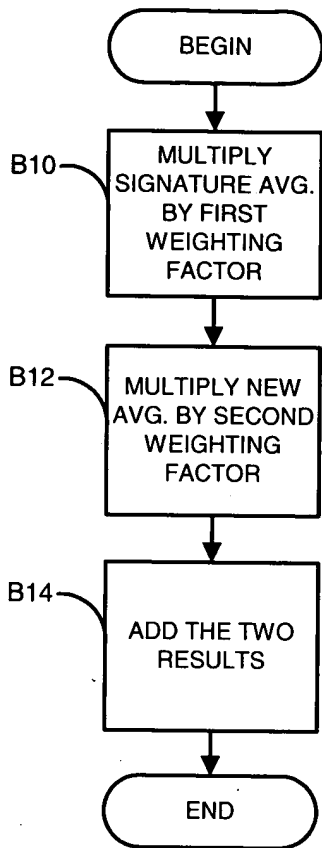 BEGIN
B10
MULTIPLY
SIGNATURE AVG.
BY FIRST
WEIGHTING
FACTOR
B12
MULTIPLY NEW
AVG. BY SECOND
WEIGHTING
FACTOR
B14
ADD THE TWO
RESULTS
END